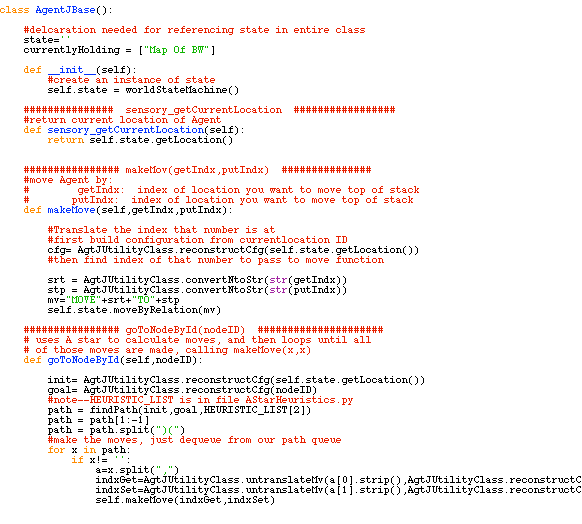 class AgentJBase():
#delcaration needed for referencing state in entire class
state=''
currentlyHolding = ["Map Of BW"]
def __init__(self):
#create an instance of state
self.state = worldStateMachine()
############### sensory_getCurrentLocation #################
#return current location of Agent
def sensory_getCurrentLocation(self):
return self.state.getLocation()
################ makeMov(getIndx,putIndx) ###############
#move Agent by:
# getIndx: index of location you want to move top of stack
# putIndx: index of location you want to move top of stack
def makeMove(self,getIndx,putIndx):
#Translate the index that number is at
#first build configuration from currentlocation ID
cfg= AgtJUtilityClass.reconstructCfg(self.state.getLocation())
#then find index of that number to pass to move function
srt = AgtJUtilityClass.convertNtoStr(str(getIndx))
stp = AgtJUtilityClass.convertNtoStr(str(putIndx))
mv="MOVE"+srt+"TO"+stp
self.state.moveByRelation(mv)
################ goToNodeById(nodeID) #####################
# uses A star to calculate moves, and then loops until all
# of those moves are made, calling makeMove(x,x)
def goToNodeById(self,nodeID):
init= AgtJUtilityClass.reconstructCfg(self.state.getLocation())
goal= AgtJUtilityClass.reconstructCfg(nodeID)
#note--HEURISTIC_LIST is in file AStarHeuristics.py
path = findPath(init,goal,HEURISTIC_LIST[2])
path = path[1:-1]
path = path.split(")(")
#make the moves, just dequeue from our path queue
for x in path:
if x!= '':
a=x.split(",")
indxGet=AgtJUtilityClass.untranslateMv(a[0].strip(),AgtJUtilityClass.reconstructC
indxSet=AgtJUtilityClass.untranslateMv(a[1].strip(),AgtJUtilityClass.reconstructC
self.makeMove(indxGet,indxSet)